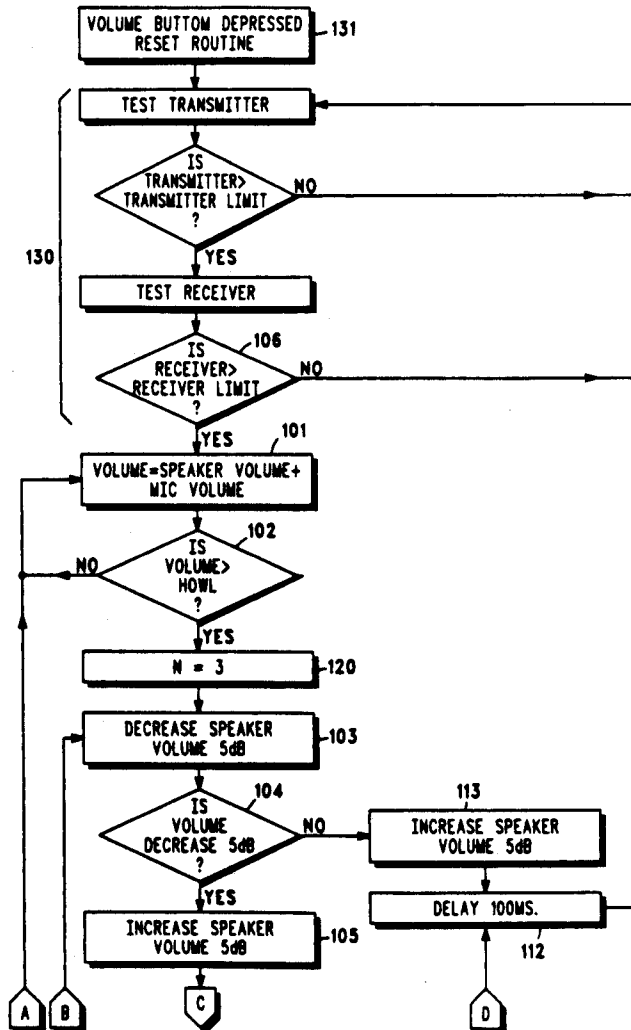 VOLUME BUTTOM DEPRESSED
RESET ROUTINE
131
TEST TRANSMITTER
IS
TRANSMITTER>
TRANSMITTER LIMIT
?
NO
YES
130
TEST RECEIVER
106
IS
RECEIVER>
RECEIVER LIMIT
?
NO
YES
101
VOLUME=SPEAKER VOLUME+
MIC VOLUME
102
IS
VOLUME>
HOWL
?
NO
YES
N = 3
120
DECREASE SPEAKER
VOLUME 5dB
103
104
IS
VOLUME
DECREASE 5dB
?
NO
YES
113
INCREASE SPEAKER
VOLUME 5dB
DELAY 100MS.
112
INCREASE SPEAKER
VOLUME 5dB
105
A
B
C
D